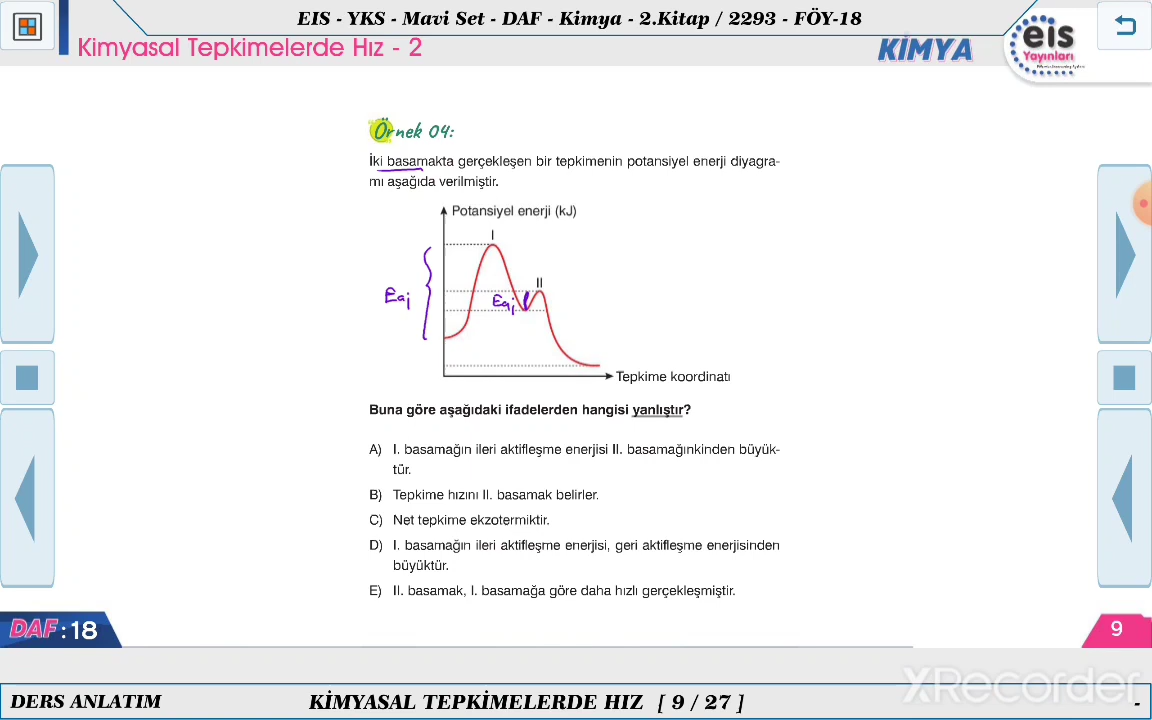 EIS - YKS - Mavi Set - DAF - Kimya - 2.Kitap / 2293 - FÖY-18
Kimyasal Tepkimelerde Hız - 2
KİMYA
eis
Yayınları
Örnek 04:
İki basamakta gerçekleşen bir tepkimenin potansiyel enerji diyagra-
mı aşağıda verilmiştir.
Potansiyel enerji (kJ)
I
II
Eai
Eai
Tepkime koordinatı
Buna göre aşağıdaki ifadelerden hangisi yanlıştır?
A) I. basamağın ileri aktifleşme enerjisi II. basamağınkinden büyük-
tür.
B) Tepkime hızını II. basamak belirler.
C) Net tepkime ekzotermiktir.
D) I. basamağın ileri aktifleşme enerjisi, geri aktifleşme enerjisinden
büyüktür.
E) II. basamak, I. basamağa göre daha hızlı gerçekleşmiştir.
DAF : 18
9
XRecorder
DERS ANLATIM
KİMYASAL TEPKİMELERDE HIZ [ 9 / 27 ]
-